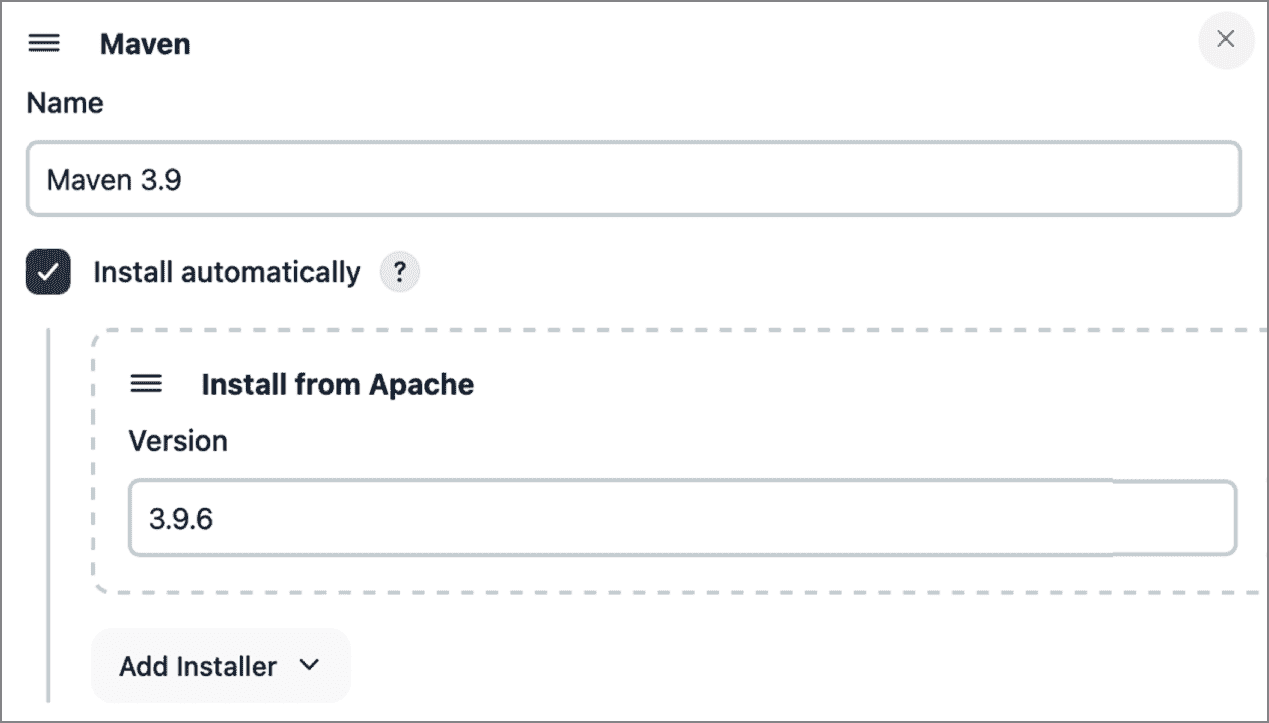 Maven
Name
Maven 3.9
Install automatically ?
Install from Apache
Version
3.9.6
Add Installer